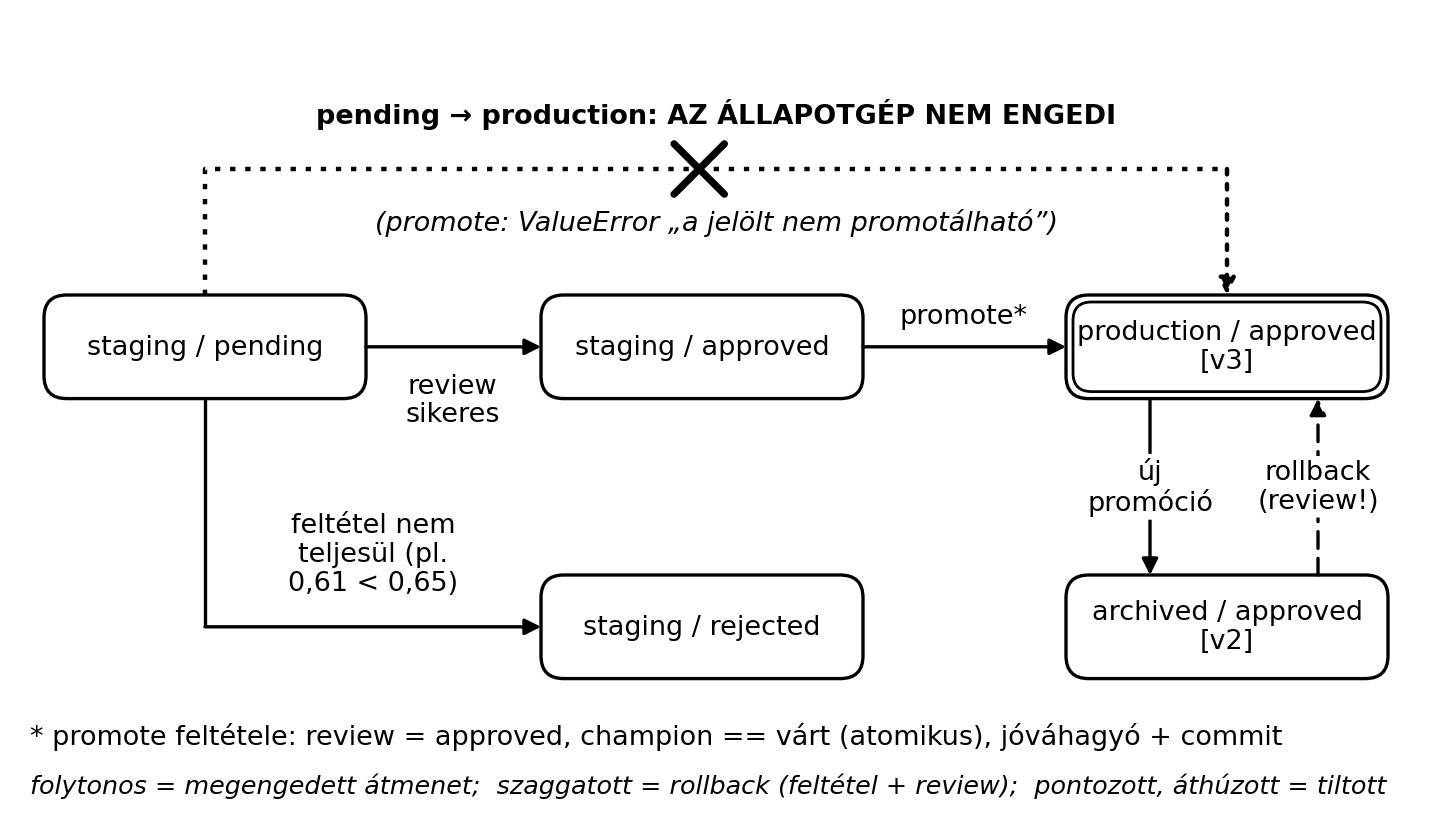 pending → production: AZ ÁLLAPOTGÉP NEM ENGEDI
(promote: ValueError „a jelölt nem promotálható”)
staging / pending
review
sikeres
staging / approved
promote*
production / approved
[v3]
új
promóció
rollback
(review!)
feltétel nem
teljesül (pl.
0,61 < 0,65)
staging / rejected
archived / approved
[v2]
* promote feltétele: review = approved, champion == várt (atomikus), jóváhagyó + commit
folytonos = megengedett átmenet;  szaggatott = rollback (feltétel + review);  pontozott, áthúzott = tiltott